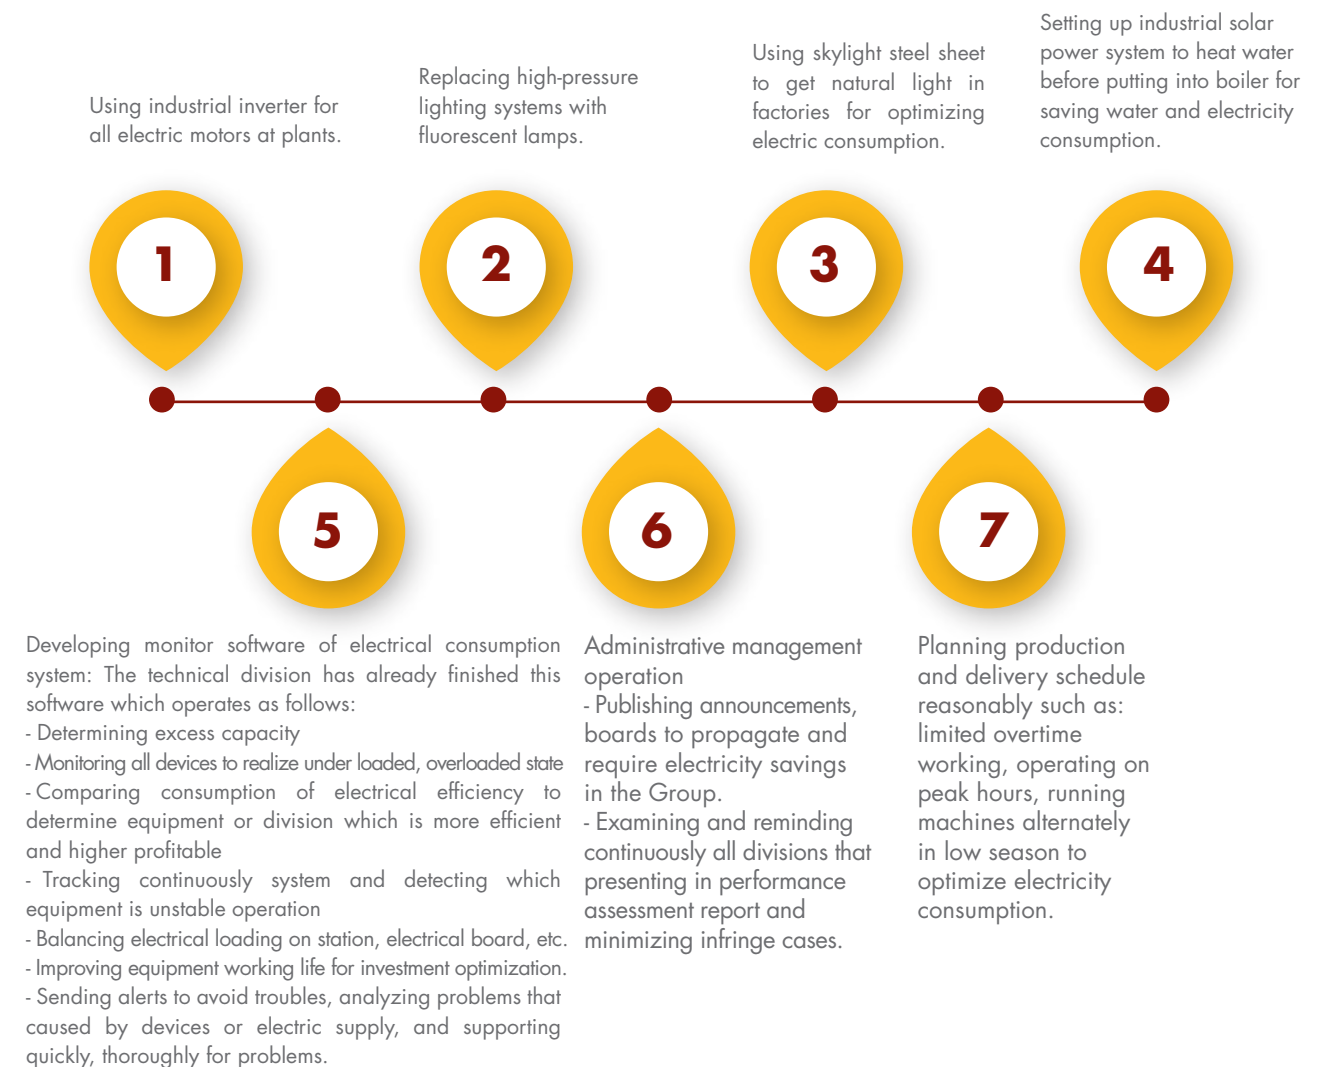 Using industrial inverter for
all electric motors at plants.
Replacing high-pressure
lighting systems with
fluorescent lamps.
Using skylight steel sheet
to get natural light in
factories for optimizing
electric consumption.
Setting up industrial solar
power system to heat water
before putting into boiler for
saving water and electricity
consumption.
1
2
3
4
5
6
7
Developing monitor software of electrical consumption
system: The technical division has already finished this
software which operates as follows:
- Determining excess capacity
- Monitoring all devices to realize under loaded, overloaded state
- Comparing consumption of electrical efficiency to
determine equipment or division which is more efficient
and higher profitable
- Tracking continuously system and detecting which
equipment is unstable operation
- Balancing electrical loading on station, electrical board, etc.
- Improving equipment working life for investment optimization.
- Sending alerts to avoid troubles, analyzing problems that
caused by devices or electric supply, and supporting
quickly, thoroughly for problems.
Administrative management
operation
- Publishing announcements,
boards to propagate and
require electricity savings
in the Group.
- Examining and reminding
continuously all divisions that
presenting in performance
assessment report and
minimizing infringe cases.
Planning production
and delivery schedule
reasonably such as:
limited overtime
working, operating on
peak hours, running
machines alternately
in low season to
optimize electricity
consumption.